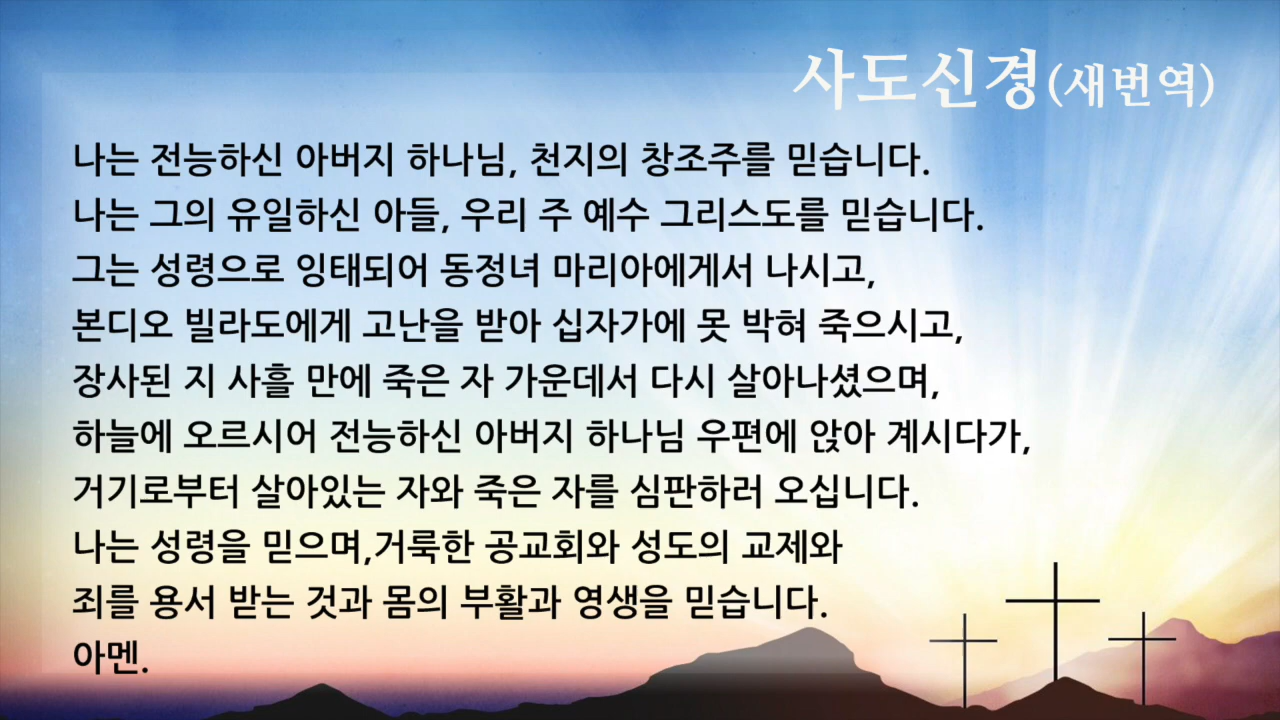 사도신경(새번역)
나는 전능하신 아버지 하나님, 천지의 창조주를 믿습니다.
나는 그의 유일하신 아들, 우리 주 예수 그리스도를 믿습니다.
그는 성령으로 잉태되어 동정녀 마리아에게서 나시고,
본디오 빌라도에게 고난을 받아 십자가에 못 박혀 죽으시고,
장사된 지 사흘 만에 죽은 자 가운데서 다시 살아나셨으며,
하늘에 오르시어 전능하신 아버지 하나님 우편에 앉아 계시다가,
거기로부터 살아있는 자와 죽은 자를 심판하러 오십니다.
나는 성령을 믿으며,거룩한 공교회와 성도의 교제와
죄를 용서 받는 것과 몸의 부활과 영생을 믿습니다.
아멘.